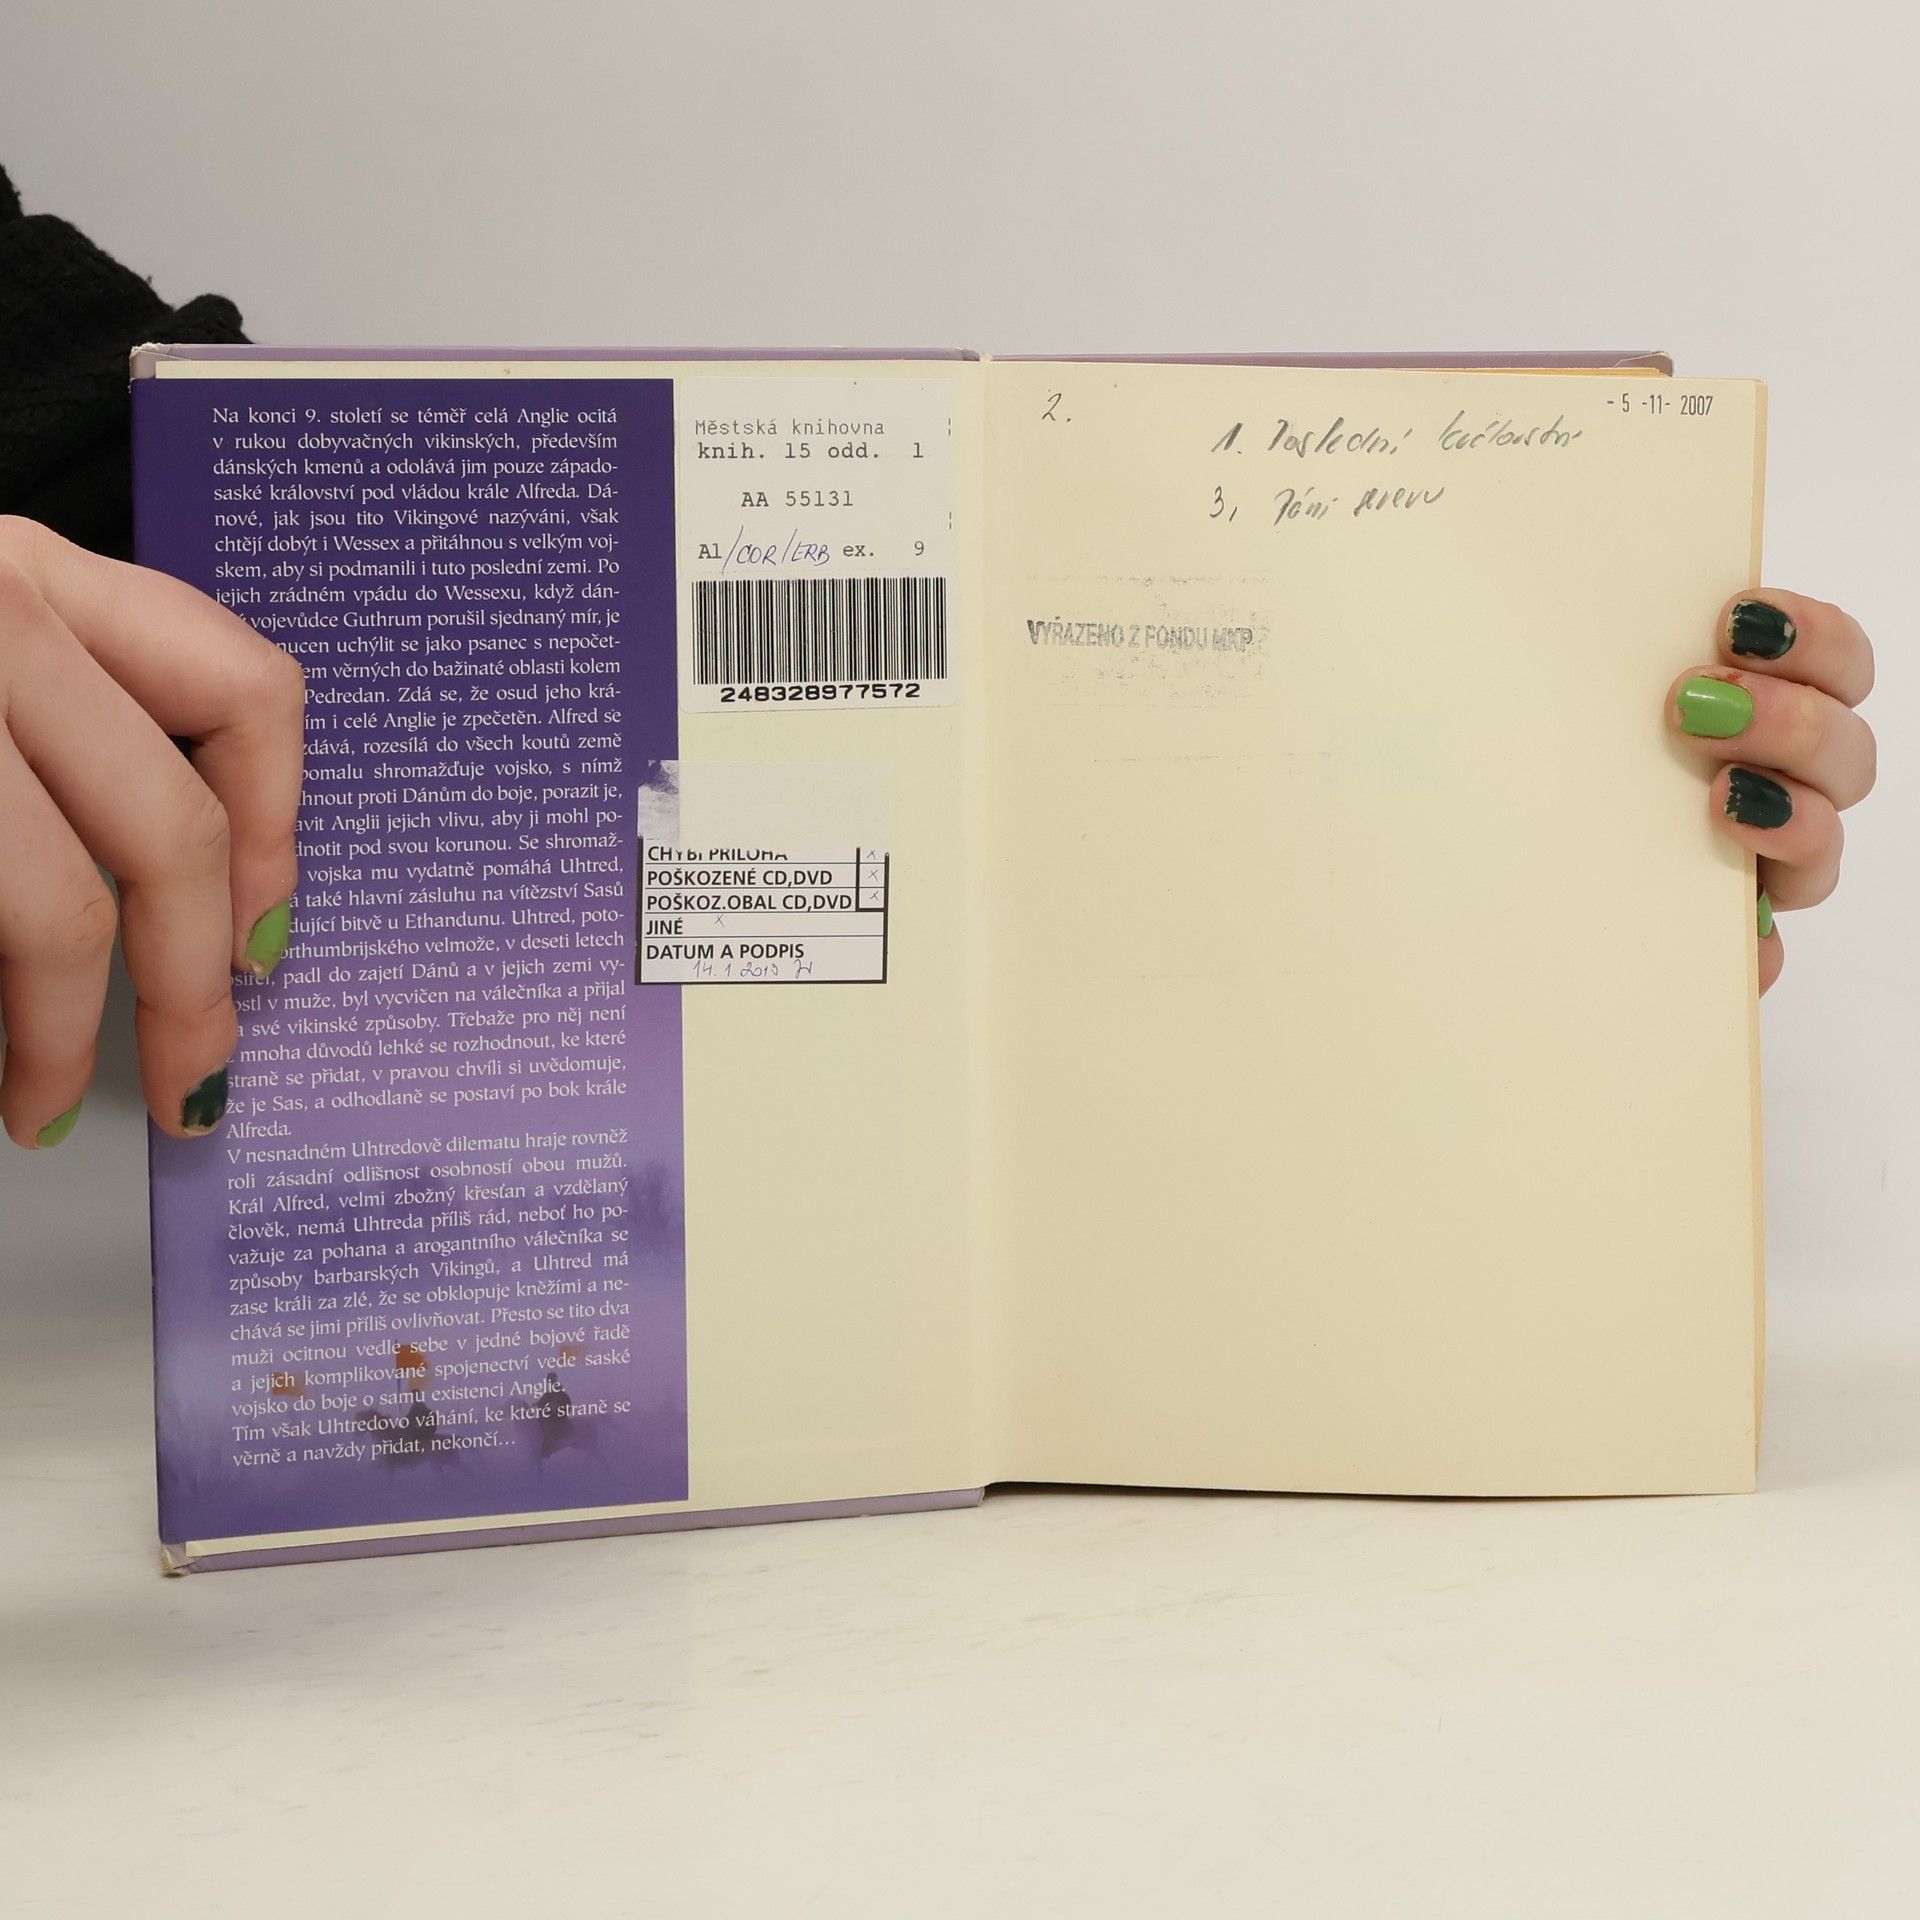 Na konci 9. století se téměř celá Anglie ocitá
v rukou dobyvačných vikinských, především
dánských kmenů a odolává jim pouze západo-
saské království pod vládou krále Alfreda. Dá-
nové, jak jsou tito Vikingové nazýváni, však
chtějí dobýt i Wessex a přitáhnou s velkým voj-
skem, aby si podmanili i tuto poslední zemi. Po
jejich zrádném vpádu do Wessexu, když dán-
vojevůdce Guthrum porušil sjednaný mír, je
nucen uchýlit se jako psanec s nepočet-
em věrných do bažinaté oblasti kolem
Pedredan. Zdá se, že osud jeho krá-
ím i celé Anglie je zpečetěn. Alfred se
zdává, rozesílá do všech koutů země
pomalu shromažďuje vojsko, s nímž
hnout proti Dánům do boje, porazit je,
avit Anglii jejich vlivu, aby ji mohl po-
dnotit pod svou korunou. Se shromaž-
vojska mu vydatně pomáhá Uhtred,
á také hlavní zásluhu na vítězství Sasů
dující bitvě u Ethandunu. Uhtred, poto-
orthumbrijského velmože, v deseti letech
osiřel, padl do zajetí Dánů a v jejich zemi vy-
ostl v muže, byl vycvičen na válečníka a přijal
a své vikinské způsoby. Třebaže pro něj není
z mnoha důvodů lehké se rozhodnout, ke které
straně se přidat, v pravou chvíli si uvědomuje,
že je Sas, a odhodlaně se postaví po bok krále
Alfreda.
V nesnadném Uhtredově dilematu hraje rovněž
roli zásadní odlišnost osobností obou mužů.
Král Alfred, velmi zbožný křesťan a vzdělaný
člověk, nemá Uhtreda příliš rád, neboť ho po-
važuje za pohana a arogantního válečníka se
způsoby barbarských Vikingů, a Uhtred má
zase králi za zlé, že se obklopuje kněžími a ne-
chává se jimi příliš ovlivňovat. Přesto se tito dva
muži ocitnou vedle sebe v jedné bojové řadě
a jejich komplikované spojenectví vede saské
vojsko do boje o samu existenci Anglie.
Tím však Uhtredovo váhání, ke které straně se
věrně a navždy přidat, nekončí...
Městská knihovna
knih. 15 odd. 1
AA 55131
Al/COR/ERB ex. 9
248328977572
CHYBÍ PŘÍLOHA x
POŠKOZENÉ CD,DVD x
POŠKOZ.OBAL CD,DVD x
JINÉ x
DATUM A PODPIS
14.1.2013
2.
- 5 -11- 2007
1. Poslední království
3, Páni severu
VYŘAZENO Z FONDU MKP